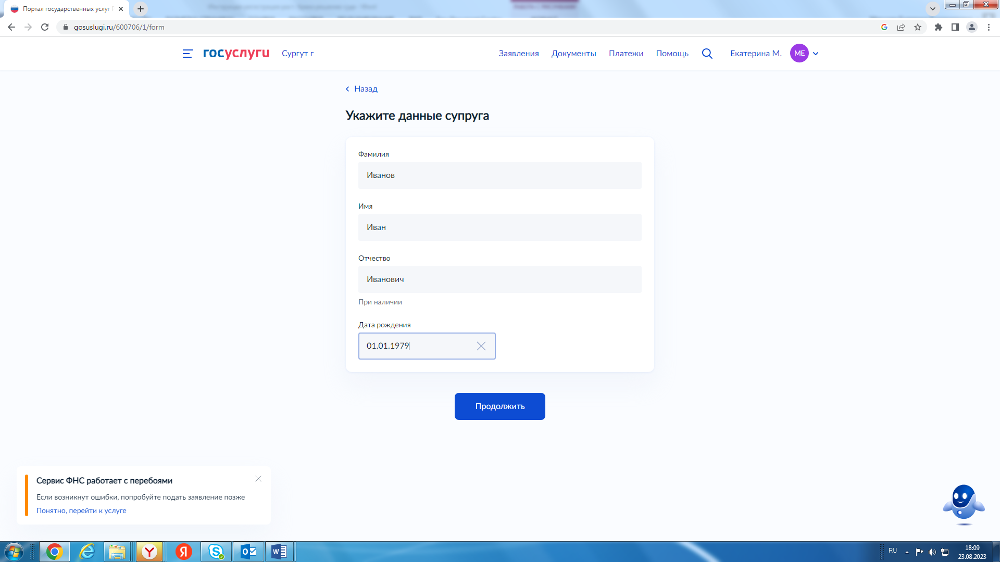 Портал государственных услуг
gosuslugi.ru/600706/1/form
госуслуги
Сургут г
Заявления
Документы
Платежи
Помощь
Екатерина М.
МЕ
Назад
Укажите данные супруга
Фамилия
Иванов
Имя
Иван
Отчество
Иванович
При наличии
Дата рождения
01.01.1979
Продолжить
Сервис ФНС работает с перебоями
Если возникнут ошибки, попробуйте подать заявление позже
Понятно, перейти к услуге
RU
18:09
23.08.2023